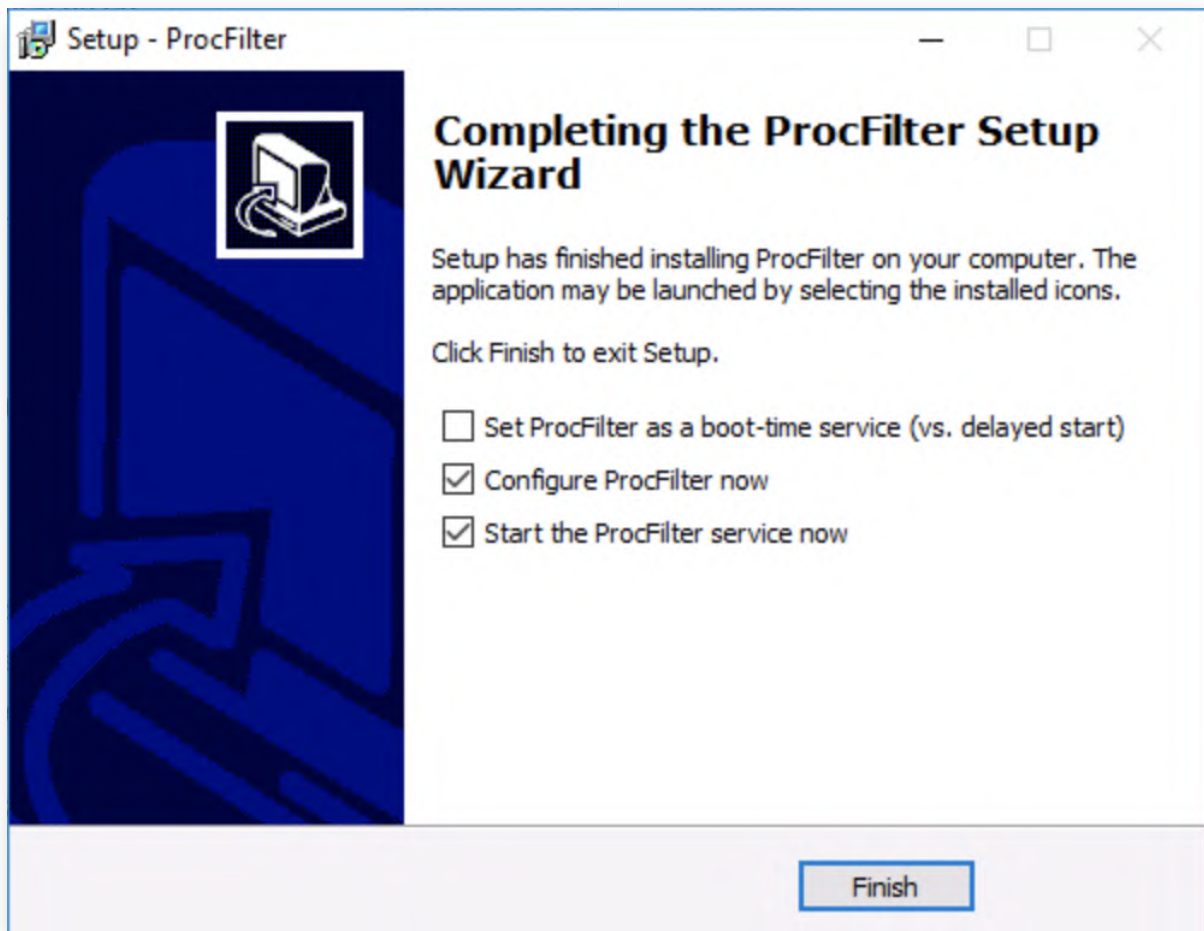 Setup - ProcFilter
Completing the ProcFilter Setup
Wizard
Setup has finished installing ProcFilter on your computer. The
application may be launched by selecting the installed icons.
Click Finish to exit Setup.
Set ProcFilter as a boot-time service (vs. delayed start)
Configure ProcFilter now
Start the ProcFilter service now
Finish